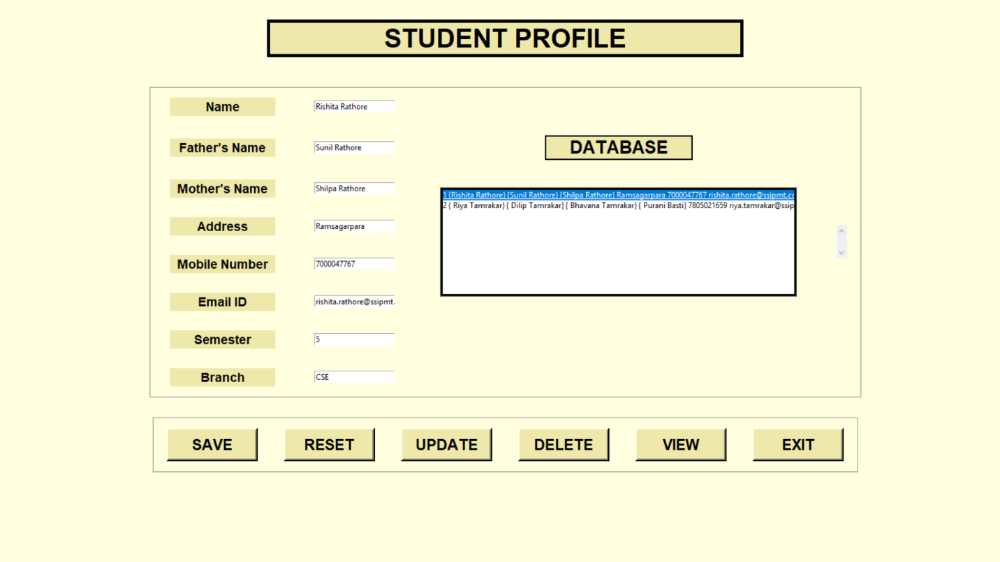 STUDENT PROFILE
Name
Rishita Rathore
Father's Name
Sunil Rathore
Mother's Name
Shilpa Rathore
Address
Ramsagarpara
Mobile Number
7000047767
Email ID
rishita.rathore@ssipmt.
Semester
5
Branch
CSE
DATABASE
1 {Rishita Rathore} {Sunil Rathore} {Shilpa Rathore} Ramsagarpara 7000047767 rishita.rathore@ssipmt.co
2 { Riya Tamrakar} { Dilip Tamrakar} { Bhavana Tamrakar} { Purani Basti} 7805021659 riya.tamrakar@ssip
SAVE
RESET
UPDATE
DELETE
VIEW
EXIT